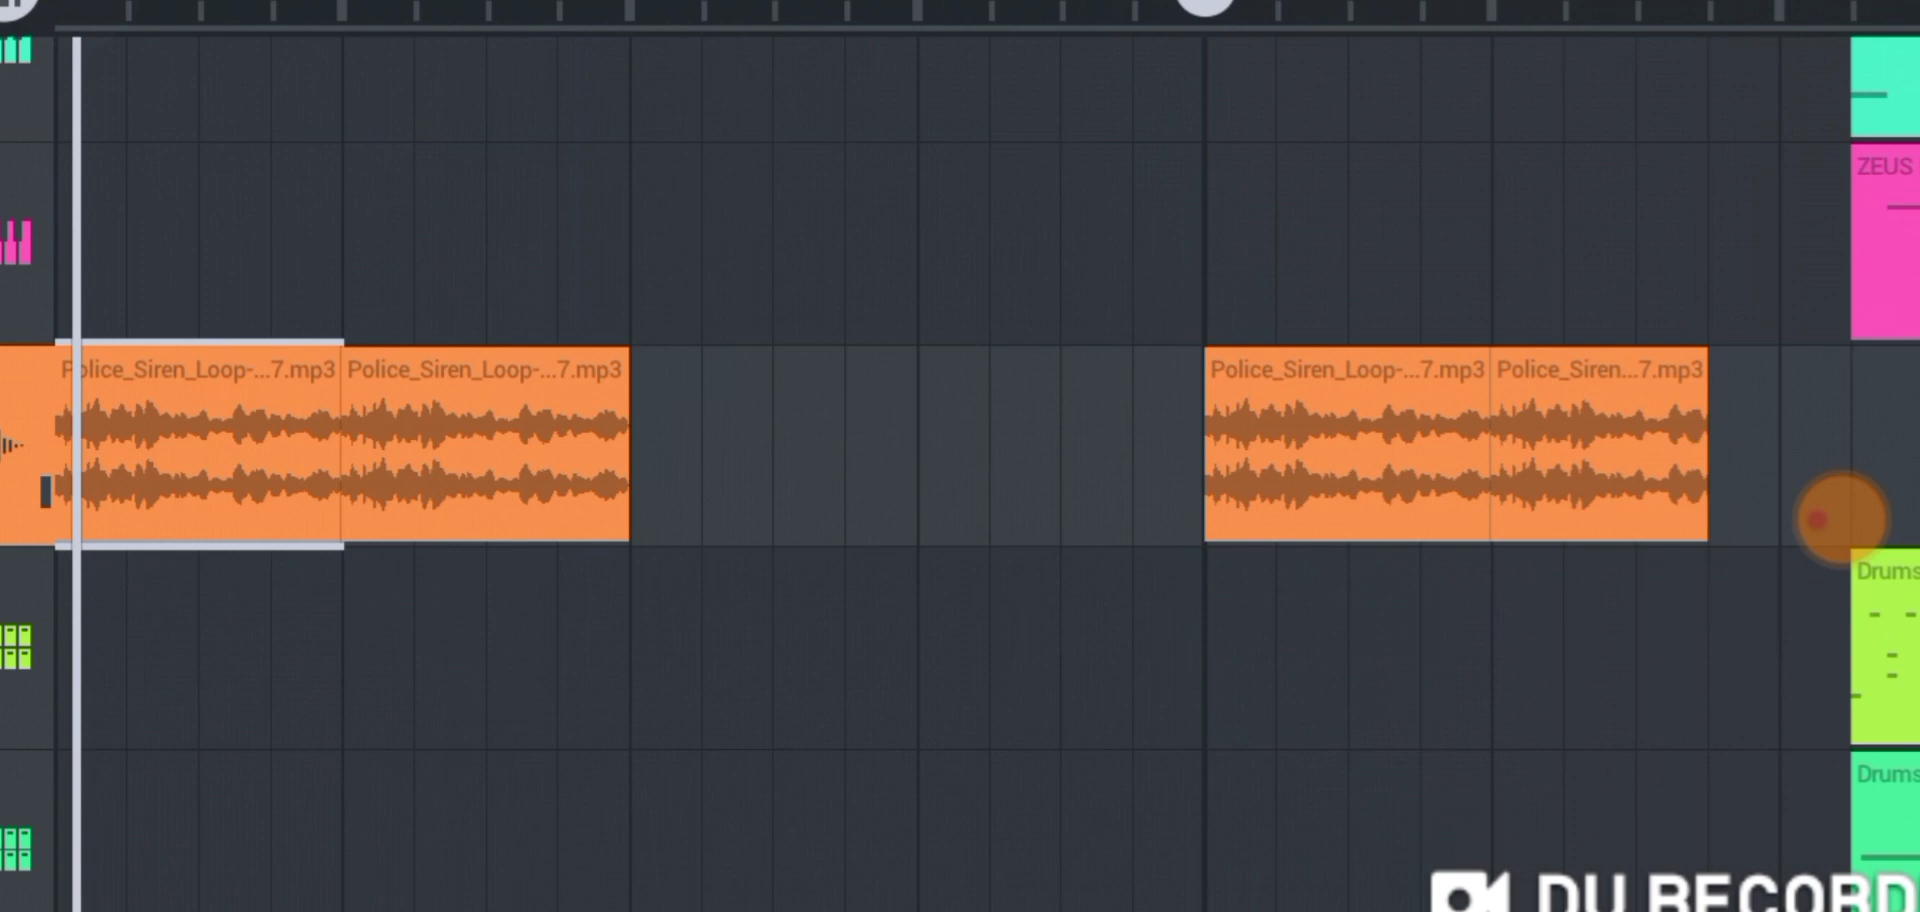 ZEUS
Police_Siren_Loop-...7.mp3
Police_Siren_Loop-...7.mp3
Police_Siren_Loop-...7.mp3
Police_Siren...7.mp3
Drums
Drums
DU RECORD